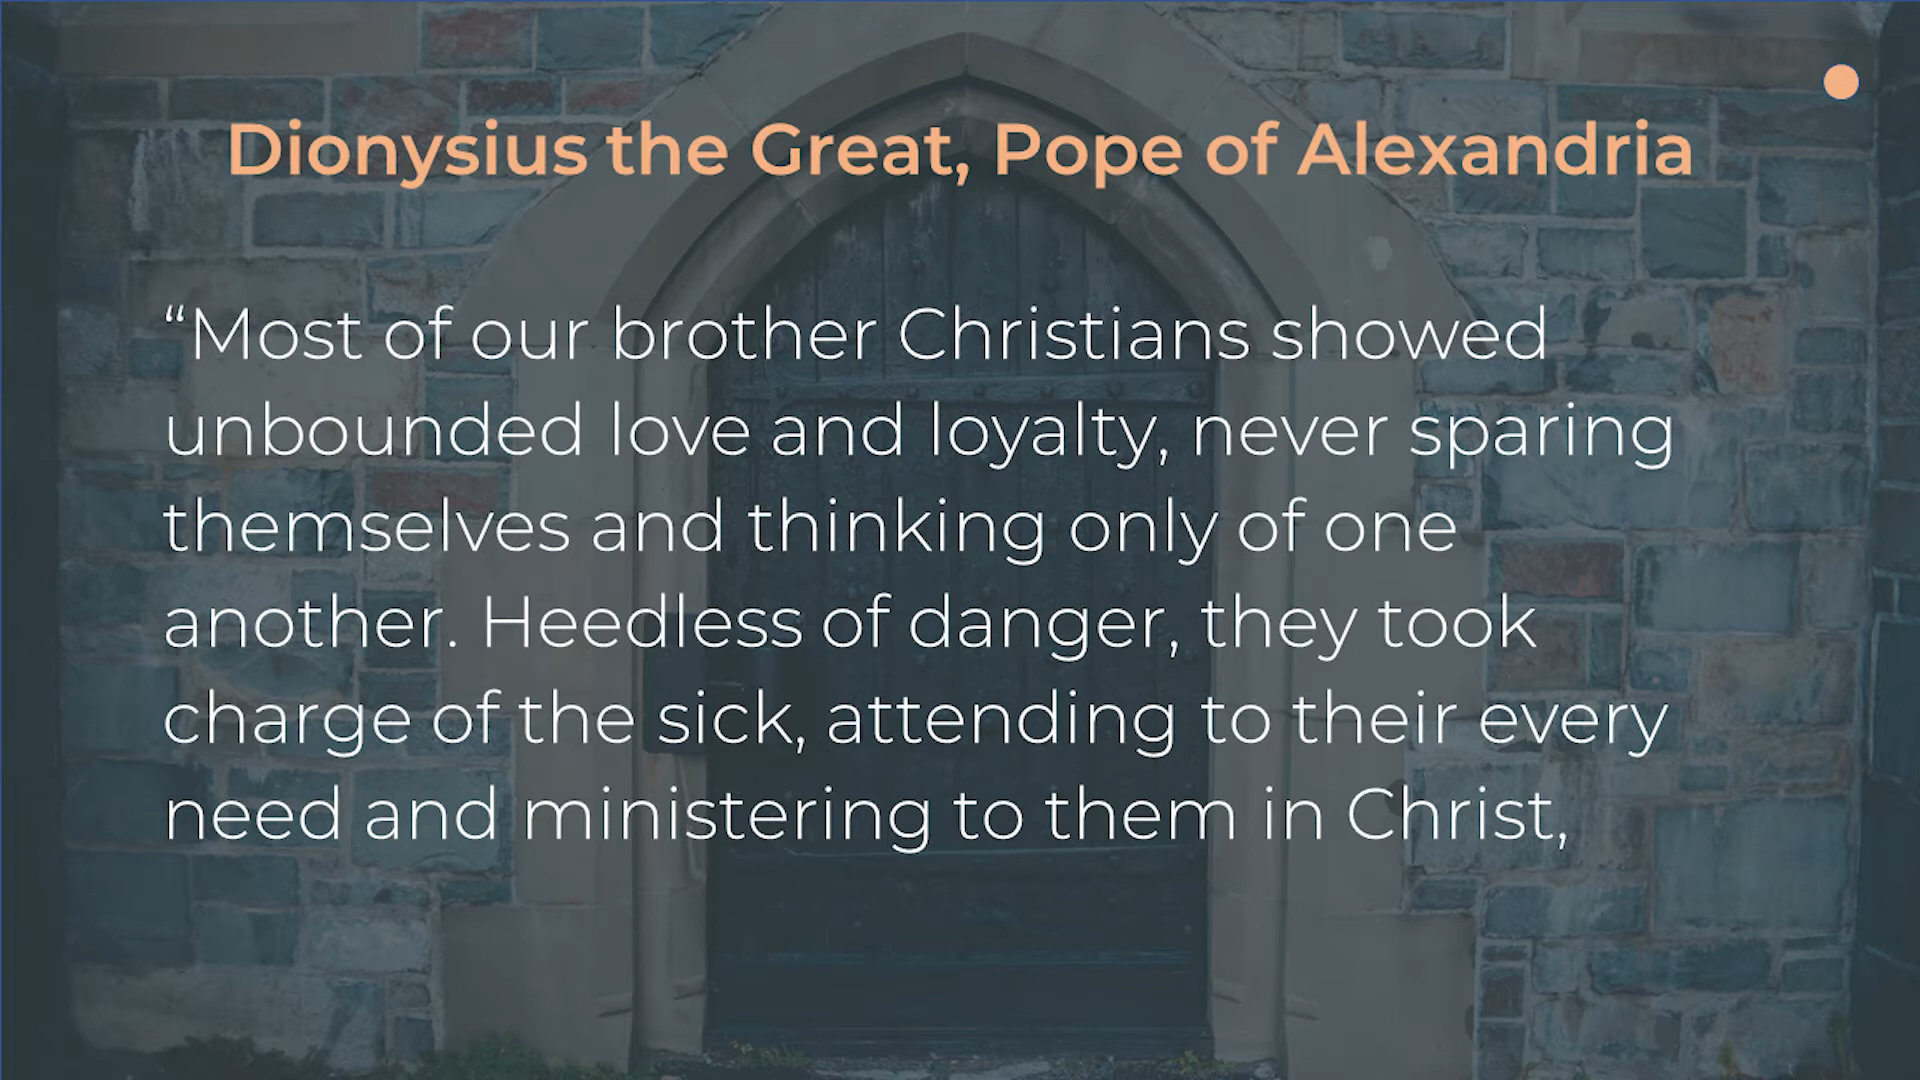 Dionysius the Great, Pope of Alexandria
“Most of our brother Christians showed
unbounded love and loyalty, never sparing
themselves and thinking only of one
another. Heedless of danger, they took
charge of the sick, attending to their every
need and ministering to them in Christ,